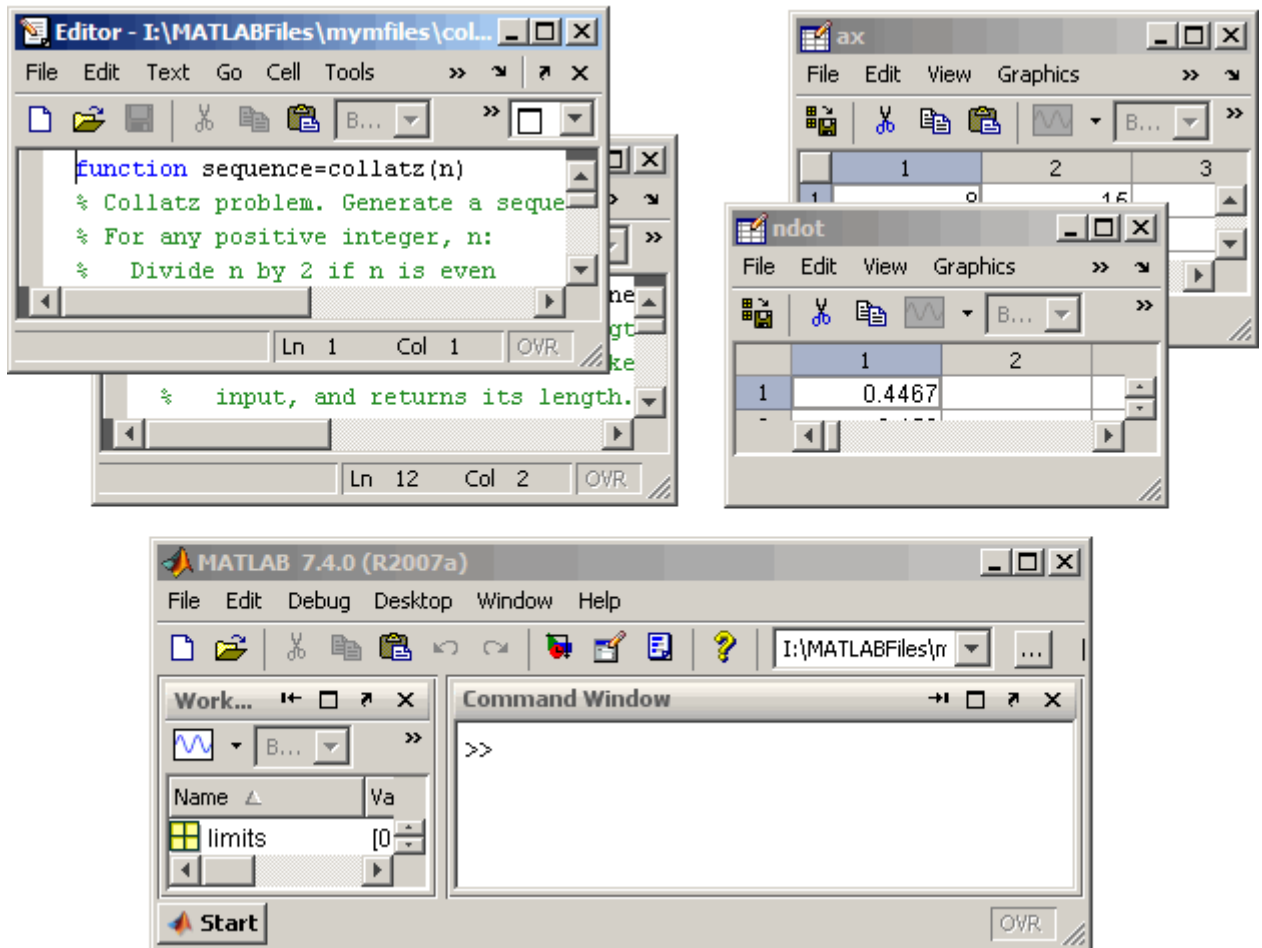 Editor - I:\MATLABFiles\mymfiles\col...
File Edit Text Go Cell Tools
B...
function sequence=collatz(n)
% Collatz problem. Generate a seque
% For any positive integer, n:
%   Divide n by 2 if n is even
Ln 1 Col 1 OVR
ne
gt
ke
%   input, and returns its length.
Ln 12 Col 2 OVR
ax
File Edit View Graphics
B...
1 2 3
1
ndot
File Edit View Graphics
B...
1 2
1 0.4467
MATLAB 7.4.0 (R2007a)
File Edit Debug Desktop Window Help
I:\MATLABFiles\m ...
Work... Command Window
B... >>
Name Va
limits [0
Start OVR